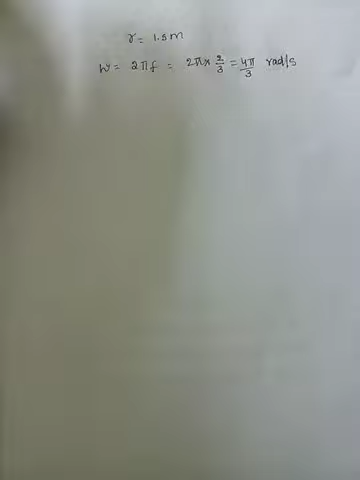 r = 1.5 m
w = 2πf = 2π × 2/3 = 4π/3 rad/s